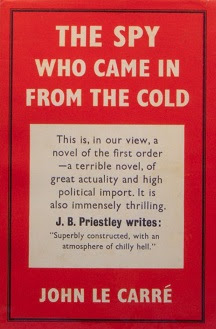 THE SPY
WHO CAME IN
FROM THE COLD
This is, in our view, a
novel of the first order
—a terrible novel, of
great actuality and high
political import. It is
also immensely thrilling.
J. B. Priestley writes:
"Superbly constructed, with an
atmosphere of chilly hell."
JOHN LE CARRÉ